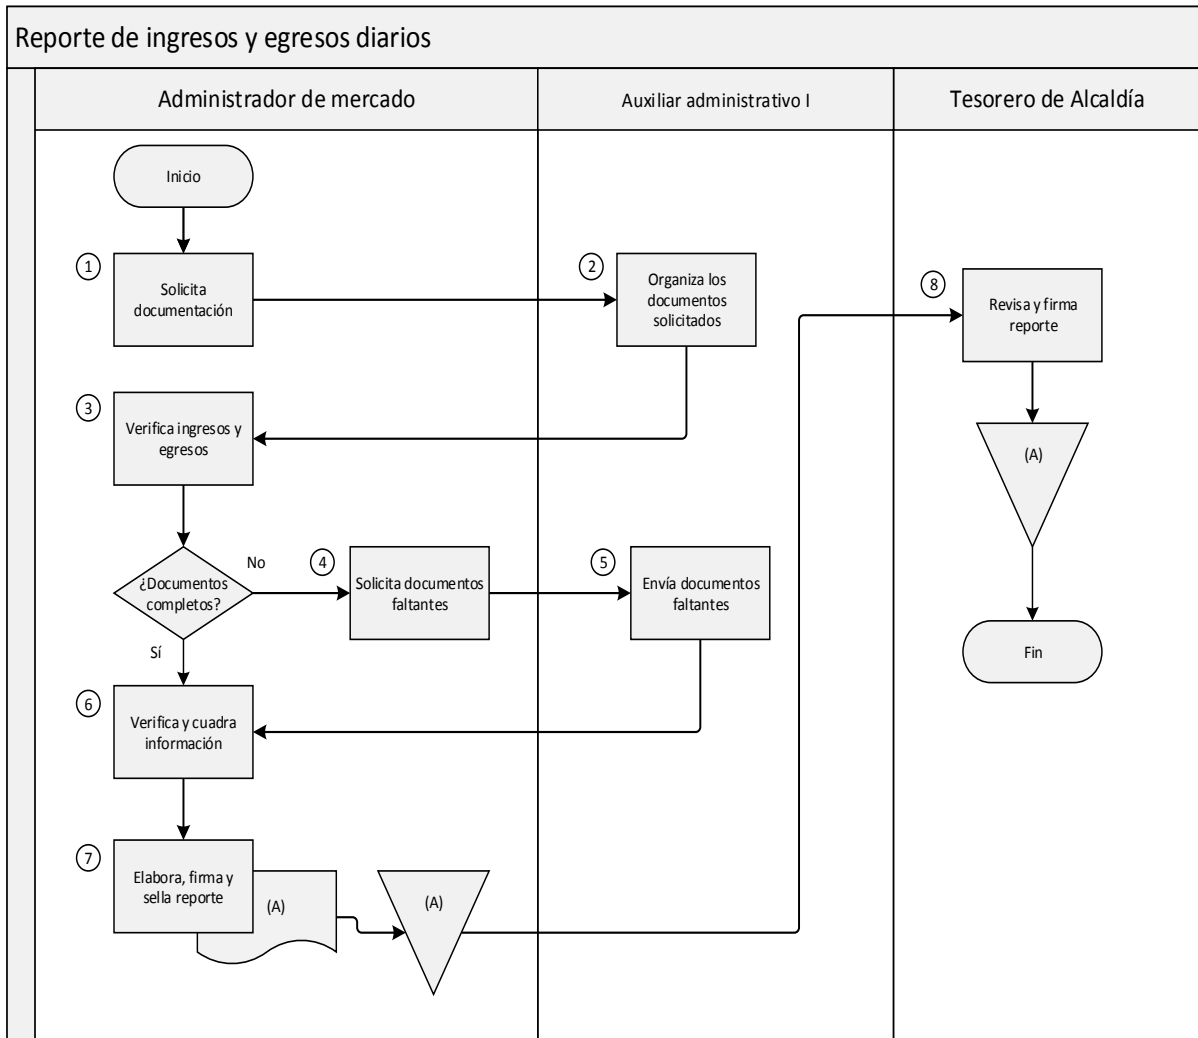 Reporte de ingresos y egresos diarios
Administrador de mercado
Auxiliar administrativo I
Tesorero de Alcaldía
Inicio
1
Solicita
documentación
2
Organiza los
documentos
solicitados
8
Revisa y firma
reporte
3
Verifica ingresos y
egresos
(A)
¿Documentos
completos?
No
4
Solicita documentos
faltantes
5
Envía documentos
faltantes
Sí
Fin
6
Verifica y cuadra
información
7
Elabora, firma y
sella reporte
(A)
(A)